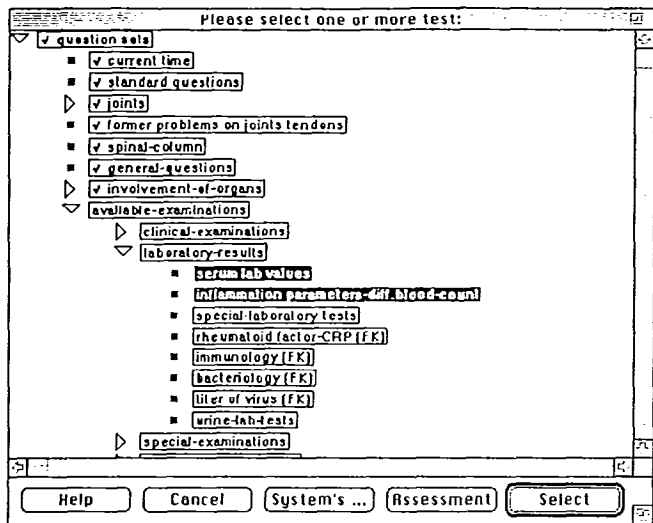 Please select one or more test:
✓ question sets
✓ current time
✓ standard questions
✓ joints
✓ former problems on joints tendons
✓ spinal-column
✓ general-questions
✓ involvement-of-organs
available-examinations
clinical-examinations
laboratory-results
serum lab values
inflammation parameters-diff.blood-count
special-laboratory tests
rheumatoid factor-CRP (FK)
immunology (FK)
bacteriology (FK)
titer of virus (FK)
urine-lab-tests
special-examinations
Help Cancel System's ... Assessment Select